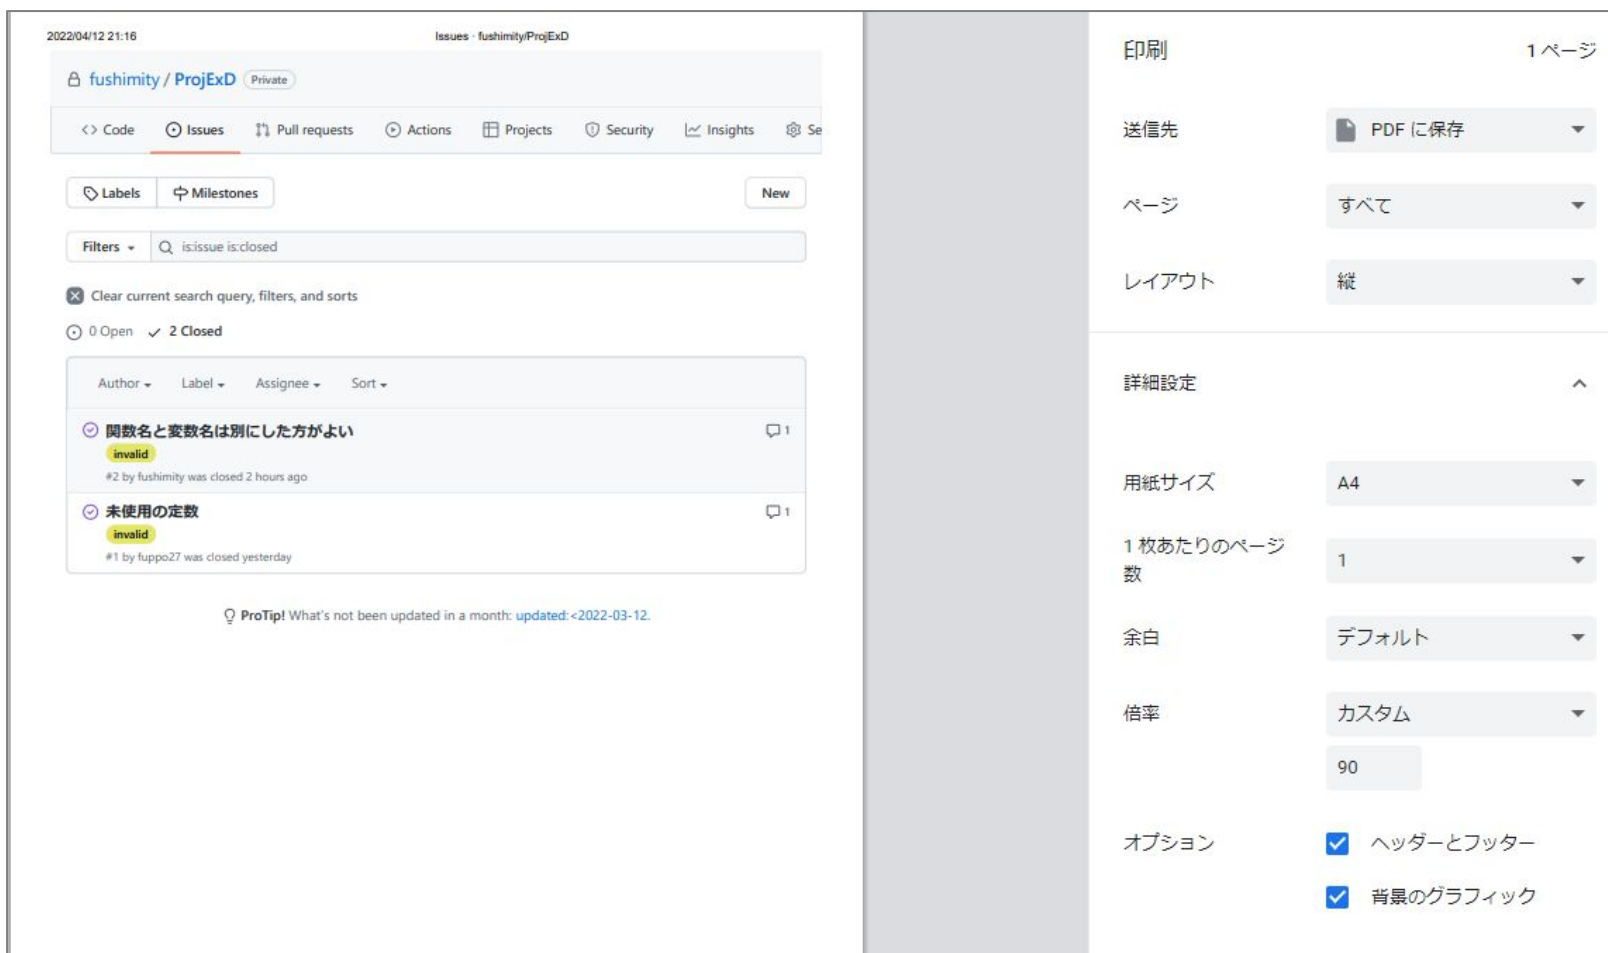 2022/04/12 21:16
Issues · fushimity/ProjExD
fushimity / ProjExD Private
Code Issues Pull requests Actions Projects Security Insights Se
Labels Milestones New
Filters is:issue is:closed
Clear current search query, filters, and sorts
0 Open 2 Closed
Author Label Assignee Sort
関数名と変数名は別にした方がよい 1
invalid
#2 by fushimity was closed 2 hours ago
未使用の定数 1
invalid
#1 by fuppo27 was closed yesterday
ProTip! What's not been updated in a month: updated:<2022-03-12.
印刷 1 ページ
送信先 PDF に保存
ページ すべて
レイアウト 縦
詳細設定
用紙サイズ A4
1 枚あたりのページ
数 1
余白 デフォルト
倍率 カスタム
90
オプション ヘッダーとフッター
背景のグラフィック